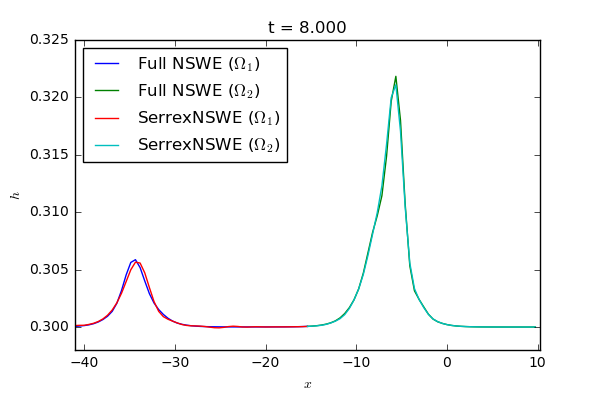 t = 8.000
Full NSWE (Ω₁)
Full NSWE (Ω₂)
SerrexNSWE (Ω₁)
SerrexNSWE (Ω₂)
0.325
0.320
0.315
0.310
0.305
0.300
h
−40 −30 −20 −10 0 10
x